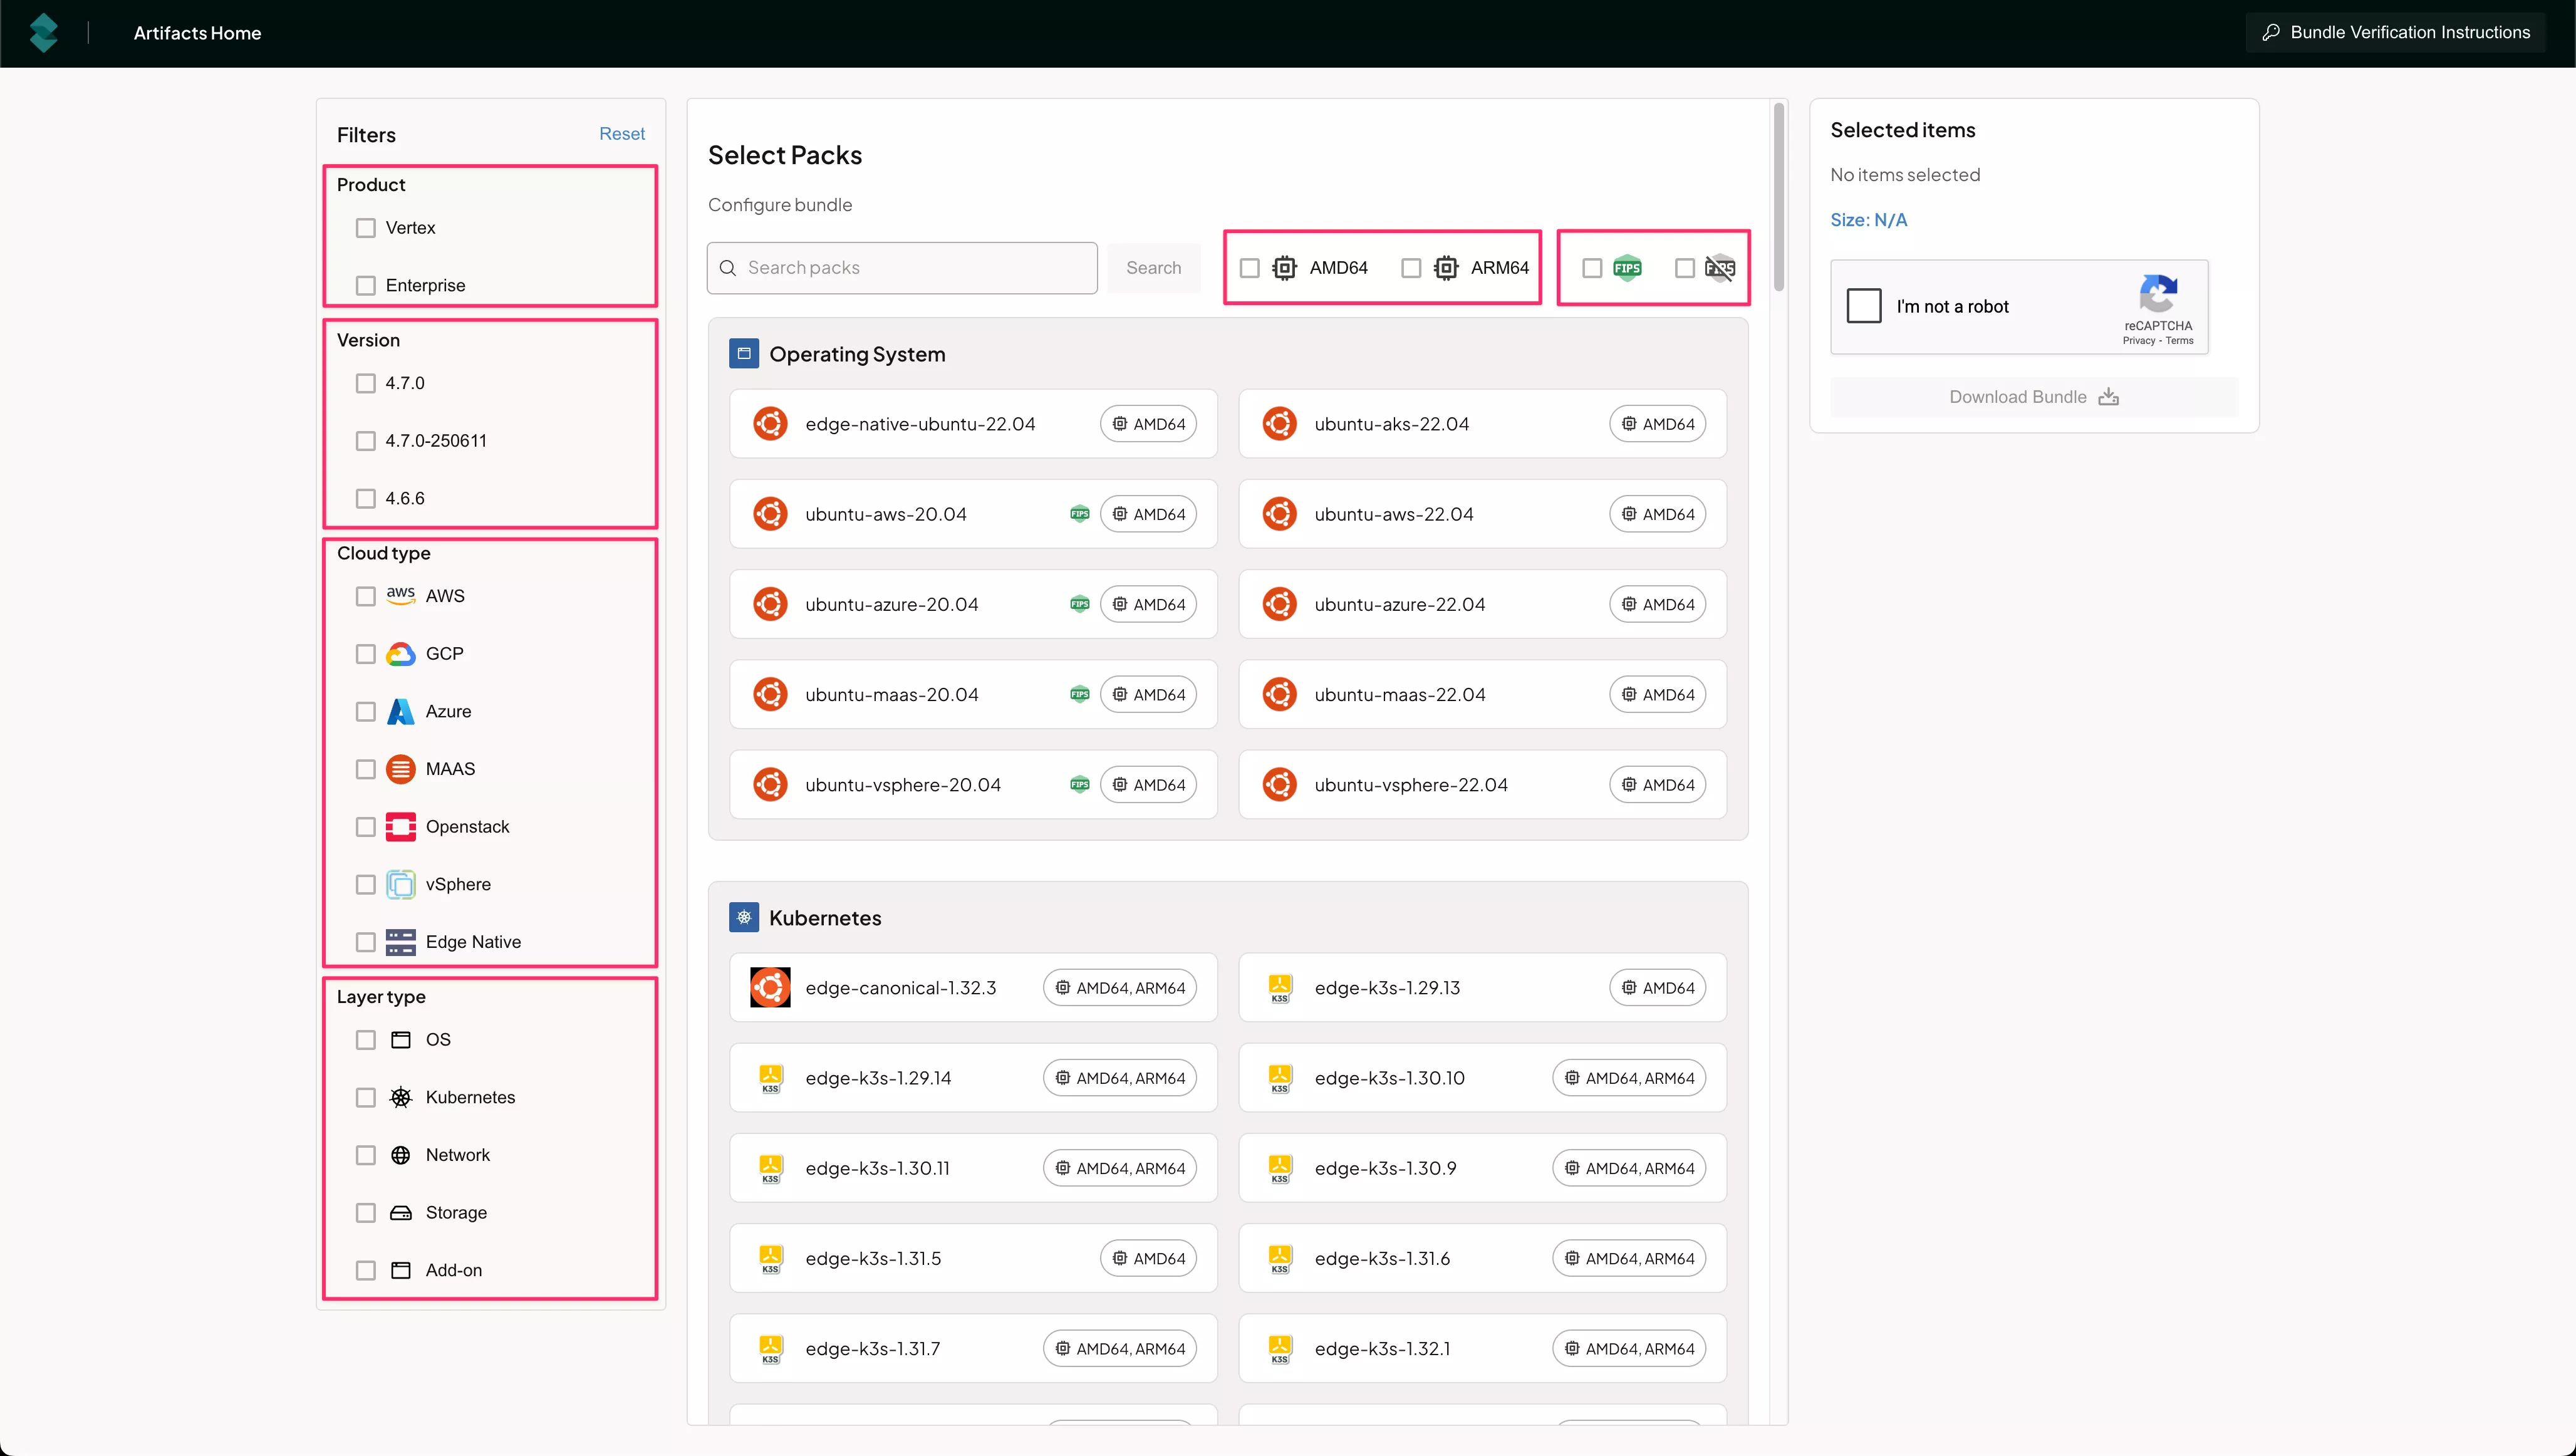 Artifacts Home
Bundle Verification Instructions
Filters
Reset
Product
Vertex
Enterprise
Version
4.7.0
4.7.0-250611
4.6.6
Cloud type
aws AWS
GCP
Azure
MAAS
Openstack
vSphere
Edge Native
Layer type
OS
Kubernetes
Network
Storage
Add-on
Select Packs
Configure bundle
Search packs
Search
AMD64
ARM64
FIPS
FIPS
Operating System
edge-native-ubuntu-22.04 AMD64
ubuntu-aks-22.04 AMD64
ubuntu-aws-20.04 FIPS AMD64
ubuntu-aws-22.04 AMD64
ubuntu-azure-20.04 FIPS AMD64
ubuntu-azure-22.04 AMD64
ubuntu-maas-20.04 FIPS AMD64
ubuntu-maas-22.04 AMD64
ubuntu-vsphere-20.04 FIPS AMD64
ubuntu-vsphere-22.04 AMD64
Kubernetes
edge-canonical-1.32.3 AMD64, ARM64
K3S edge-k3s-1.29.13 AMD64
K3S edge-k3s-1.29.14 AMD64, ARM64
K3S edge-k3s-1.30.10 AMD64, ARM64
K3S edge-k3s-1.30.11 AMD64, ARM64
K3S edge-k3s-1.30.9 AMD64, ARM64
K3S edge-k3s-1.31.5 AMD64
K3S edge-k3s-1.31.6 AMD64, ARM64
K3S edge-k3s-1.31.7 AMD64, ARM64
K3S edge-k3s-1.32.1 AMD64, ARM64
Selected items
No items selected
Size: N/A
I'm not a robot
reCAPTCHA
Privacy - Terms
Download Bundle